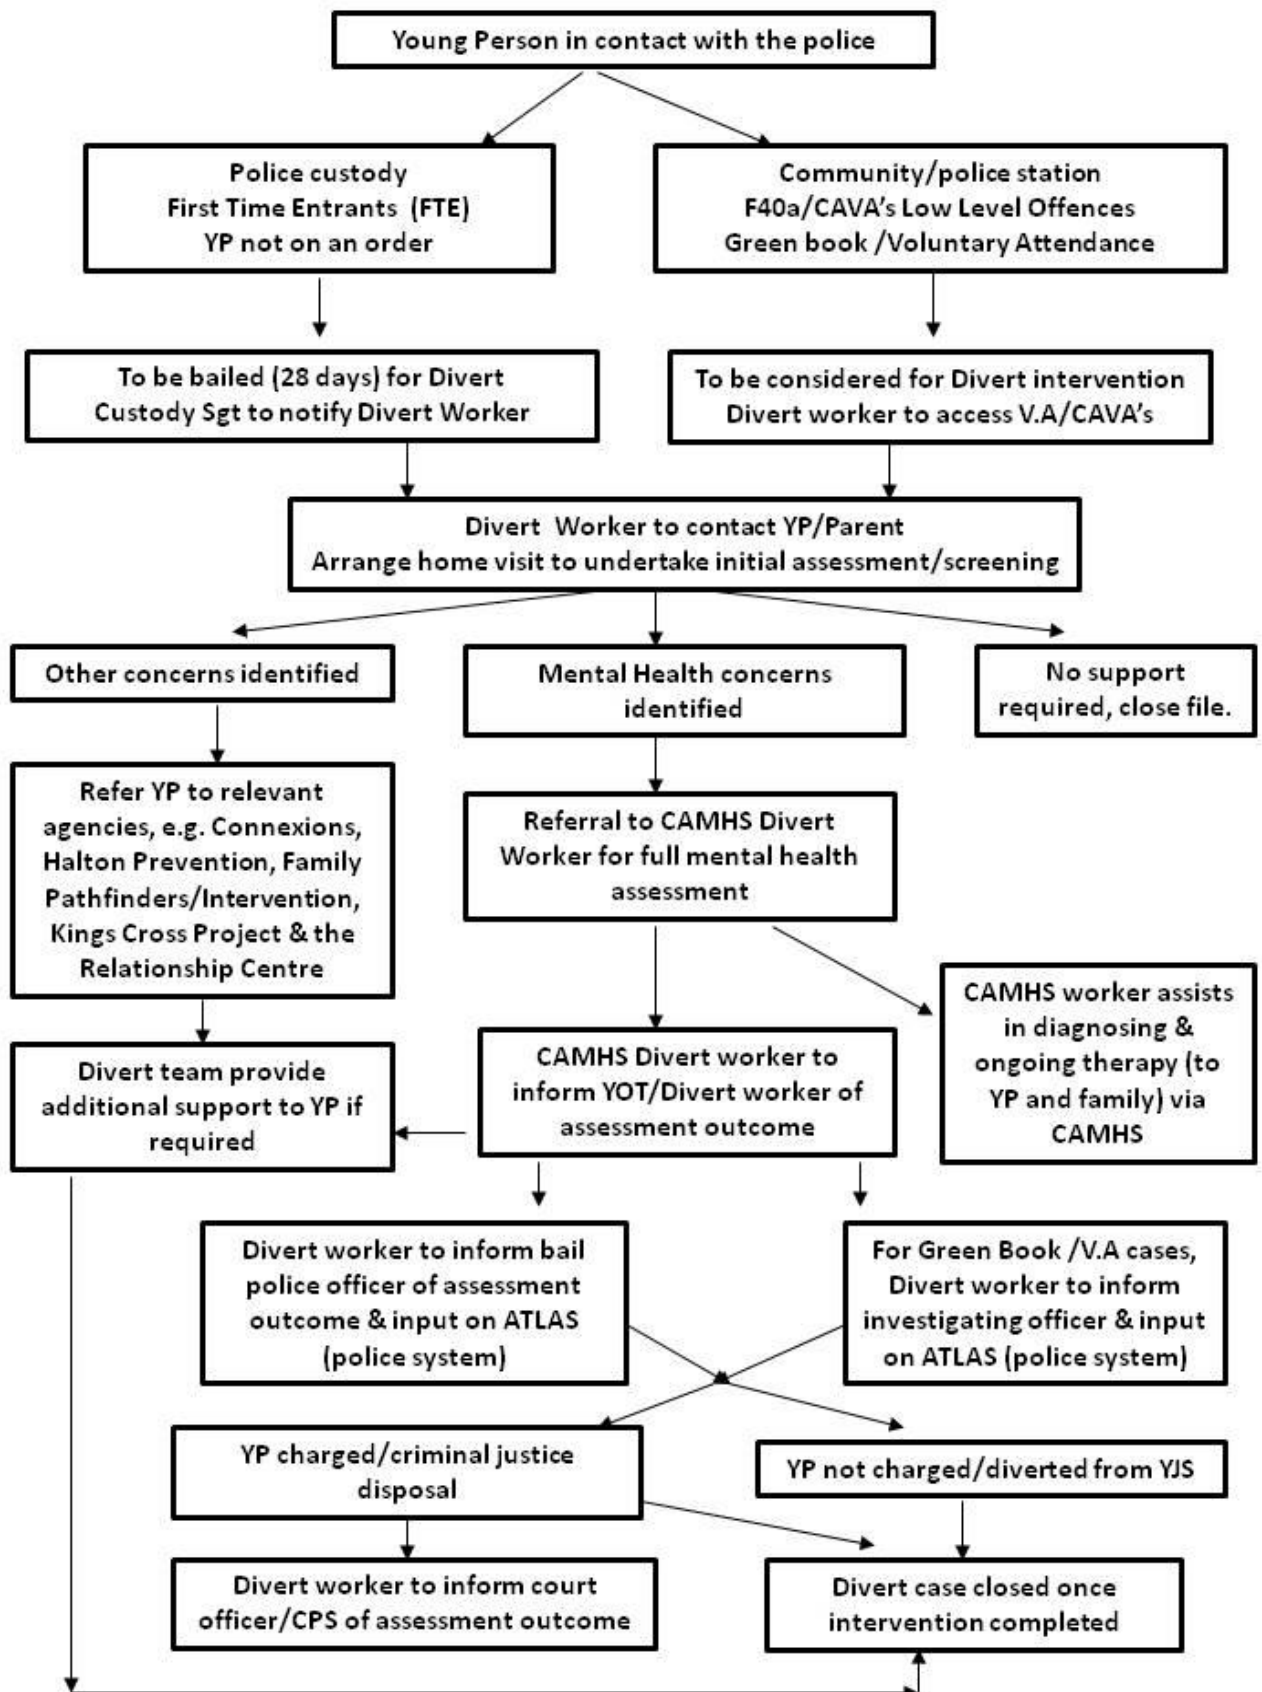 Young Person in contact with the police
Police custody
First Time Entrants (FTE)
YP not on an order
Community/police station
F40a/CAVA's Low Level Offences
Green book /Voluntary Attendance
To be bailed (28 days) for Divert
Custody Sgt to notify Divert Worker
To be considered for Divert intervention
Divert worker to access V.A/CAVA's
Divert Worker to contact YP/Parent
Arrange home visit to undertake initial assessment/screening
Other concerns identified
Mental Health concerns
identified
No support
required, close file.
Refer YP to relevant
agencies, e.g. Connexions,
Halton Prevention, Family
Pathfinders/Intervention,
Kings Cross Project & the
Relationship Centre
Referral to CAMHS Divert
Worker for full mental health
assessment
CAMHS worker assists
in diagnosing &
ongoing therapy (to
YP and family) via
CAMHS
Divert team provide
additional support to YP if
required
CAMHS Divert worker to
inform YOT/Divert worker of
assessment outcome
Divert worker to inform bail
police officer of assessment
outcome & input on ATLAS
(police system)
For Green Book /V.A cases,
Divert worker to inform
investigating officer & input
on ATLAS (police system)
YP charged/criminal justice
disposal
YP not charged/diverted from YJS
Divert worker to inform court
officer/CPS of assessment outcome
Divert case closed once
intervention completed